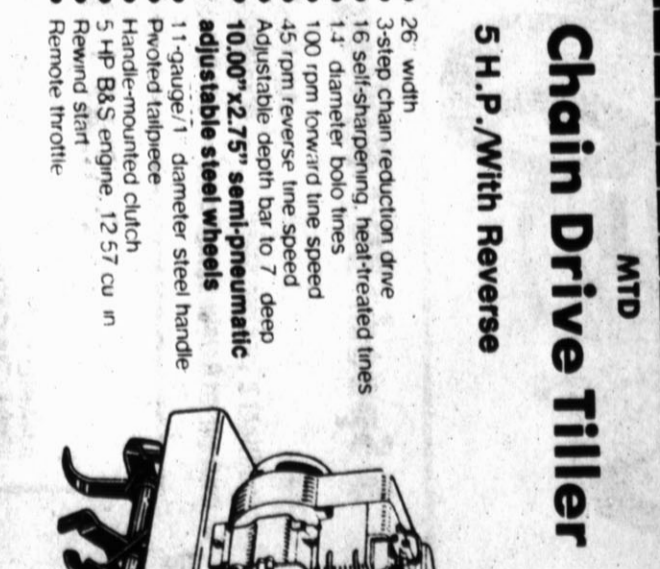 MTD
Chain Drive Tiller
5 H.P./With Reverse
• 26" width
• 3-step chain reduction drive
• 16 self-sharpening, heat-treated tines
• 14" diameter bolo tines
• 100 rpm forward tine speed
• 45 rpm reverse tine speed
• Adjustable depth bar to 7" deep
• 10.00"x2.75" semi-pneumatic
adjustable steel wheels
• 11-gauge/1" diameter steel handle
• Pivoted tailpiece
• Handle-mounted clutch
• 5 HP B&S engine, 12.57 cu in
• Rewind start
• Remote throttle